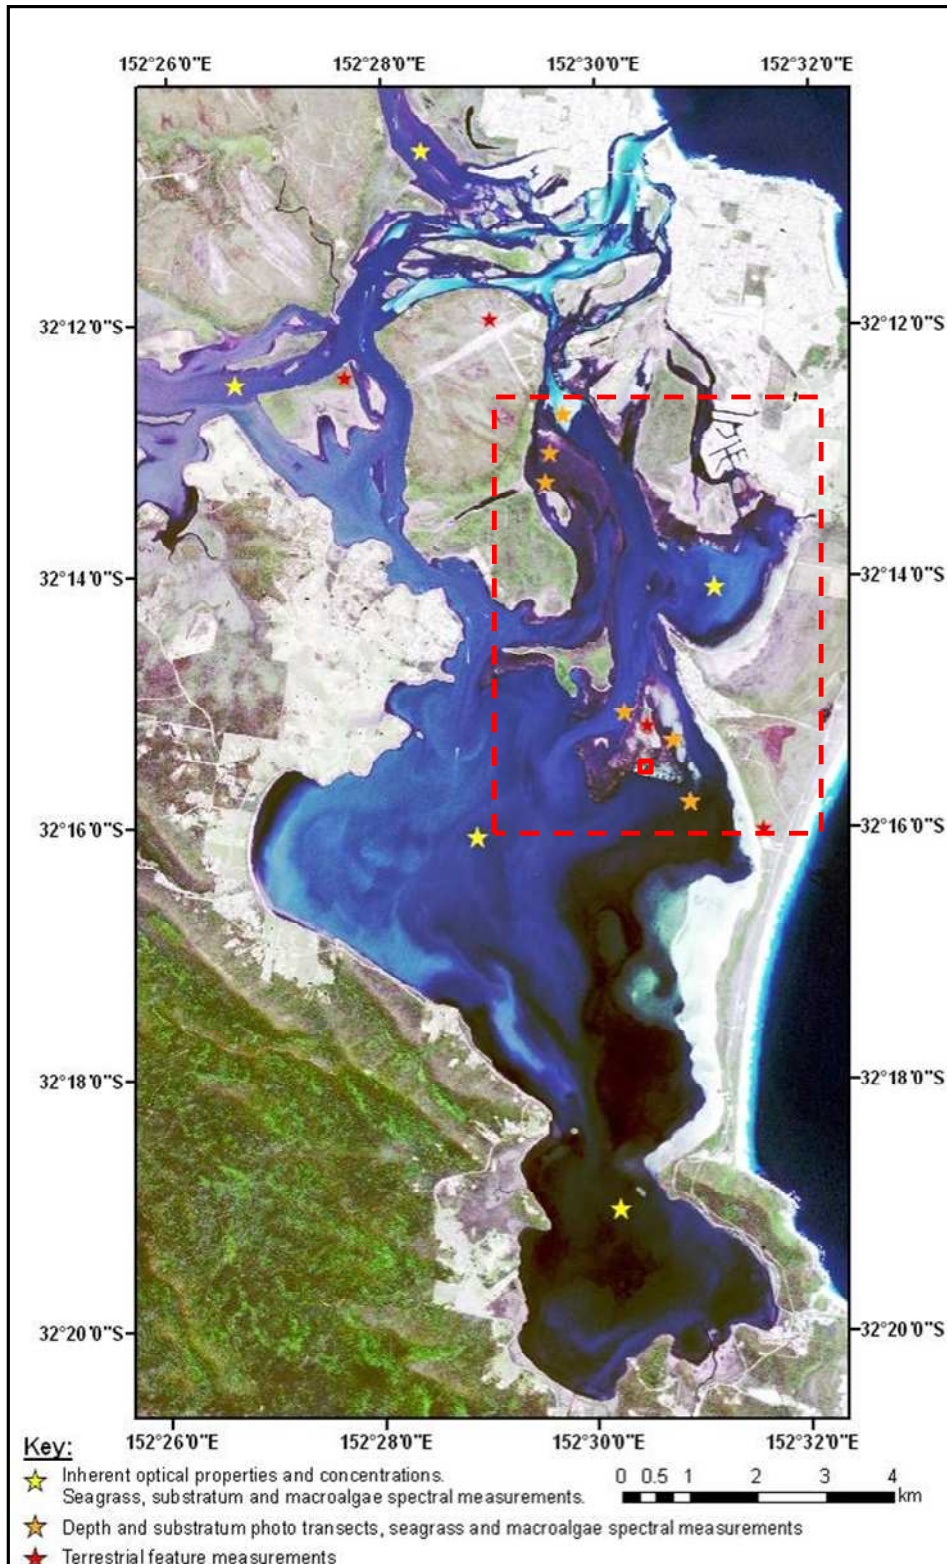 152°26'0"E 152°28'0"E 152°30'0"E 152°32'0"E
32°12'0"S 32°12'0"S
32°14'0"S 32°14'0"S
32°16'0"S 32°16'0"S
32°18'0"S 32°18'0"S
32°20'0"S 32°20'0"S
152°26'0"E 152°28'0"E 152°30'0"E 152°32'0"E
Key:
Inherent optical properties and concentrations.
Seagrass, substratum and macroalgae spectral measurements.
0 0.5 1 2 3 4
km
Depth and substratum photo transects, seagrass and macroalgae spectral measurements
Terrestrial feature measurements